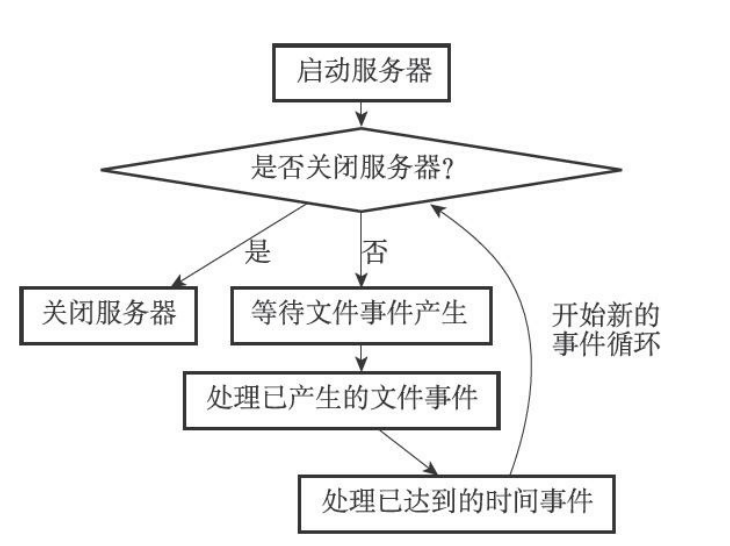 启动服务器
是否关闭服务器?
是
否
关闭服务器
等待文件事件产生
开始新的
事件循环
处理已产生的文件事件
处理已达到的时间事件